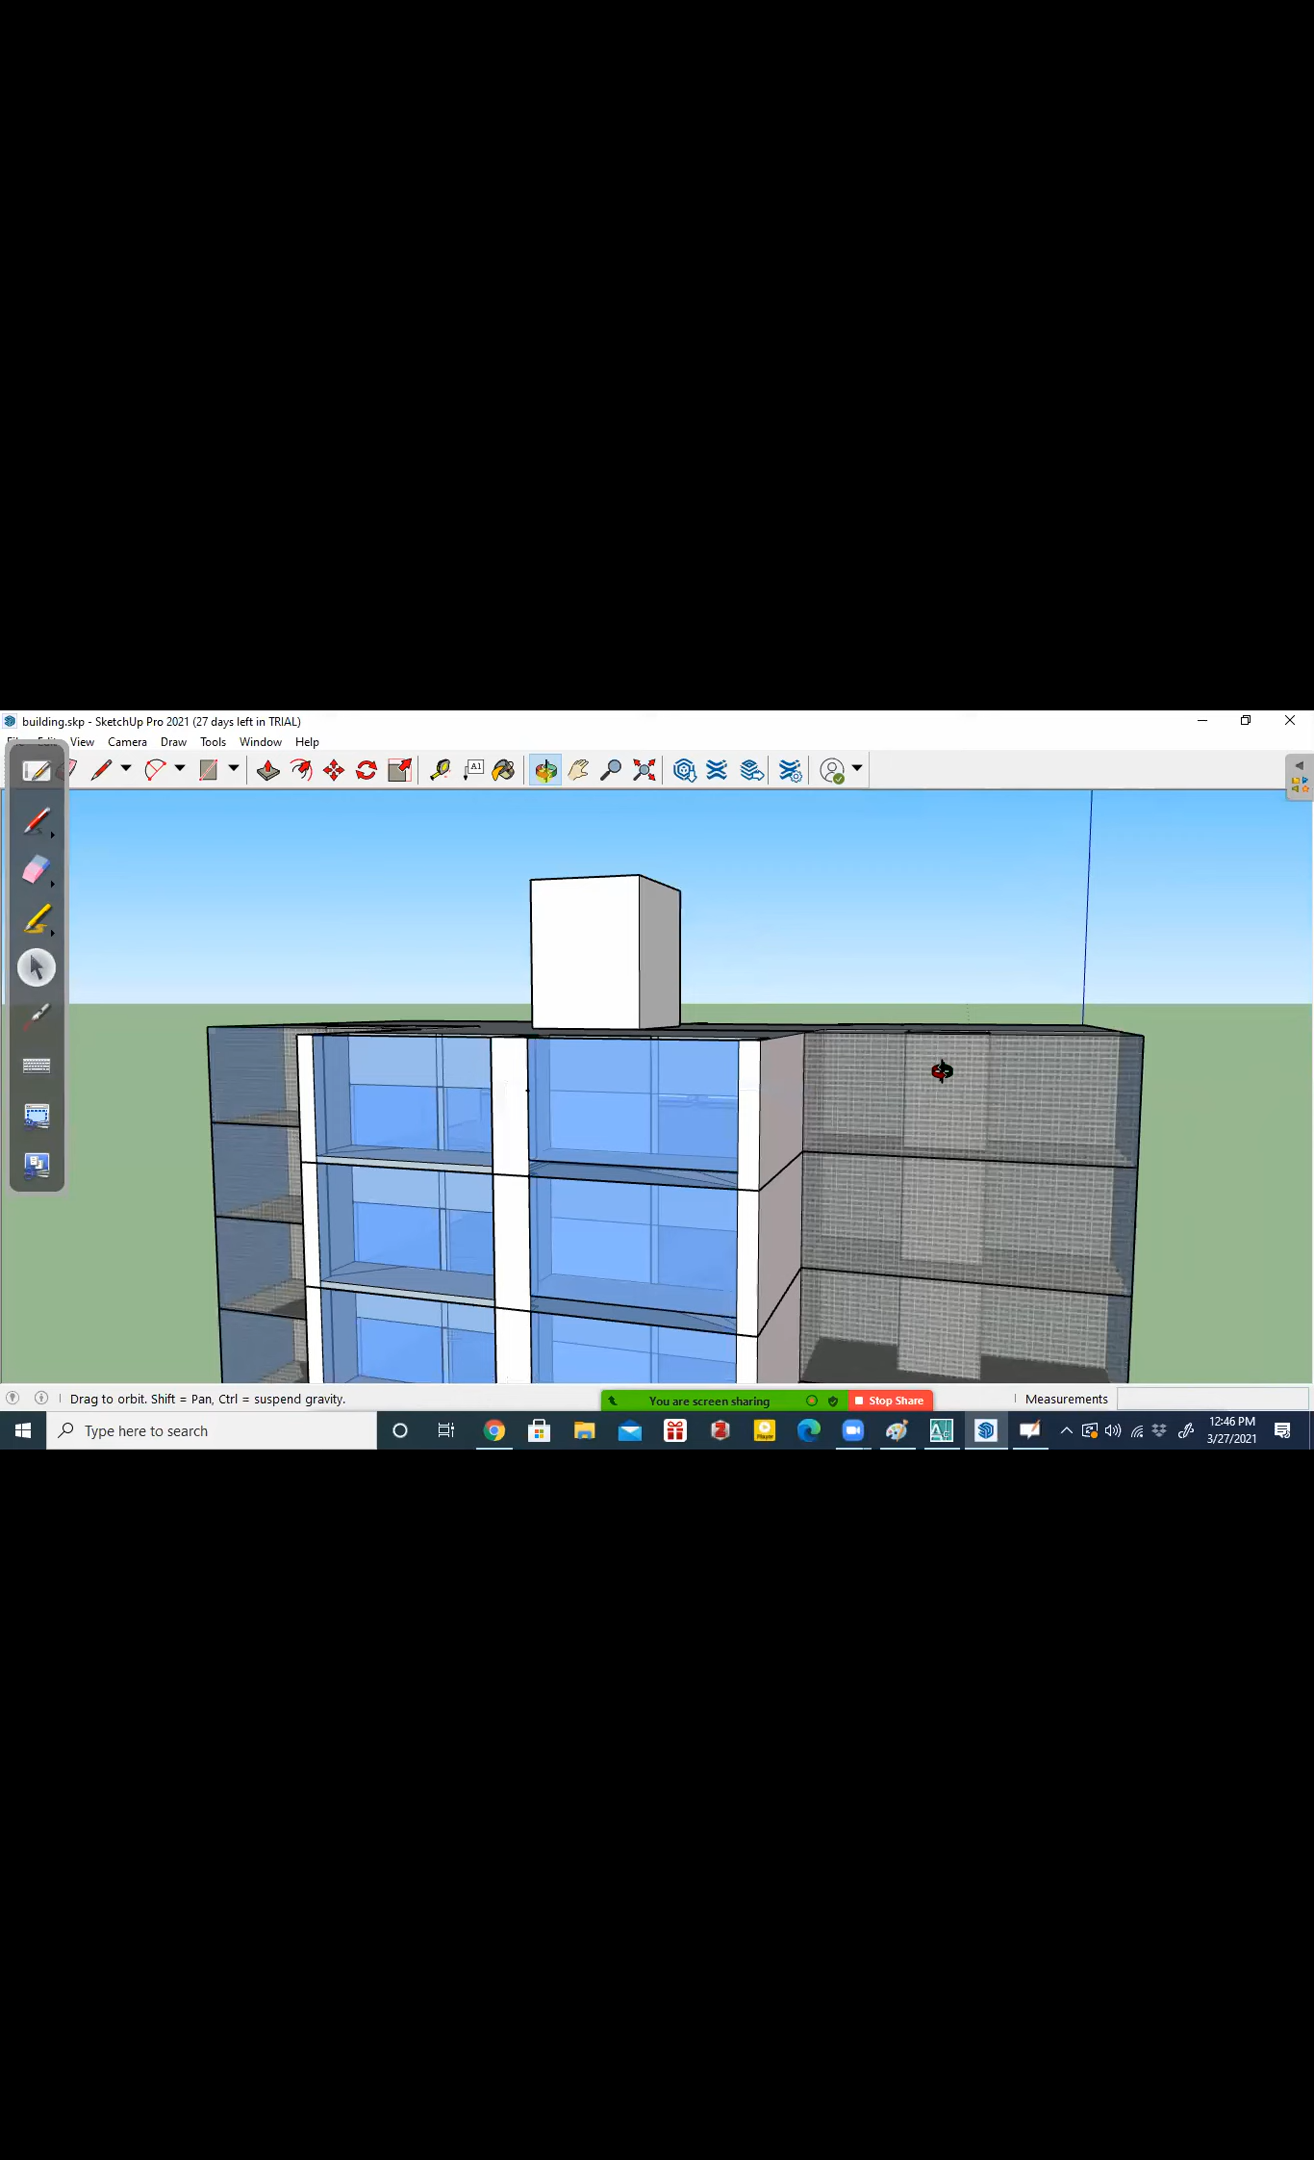 building.skp - SketchUp Pro 2021 (27 days left in TRIAL)
View Camera Draw Tools Window Help
A1
Drag to orbit. Shift = Pan, Ctrl = suspend gravity.
You are screen sharing
Stop Share
Measurements
Type here to search
12:46 PM
3/27/2021